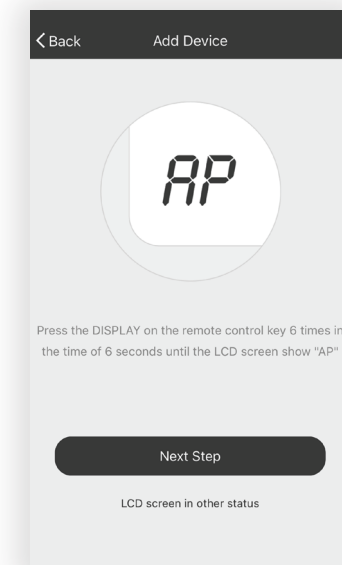 Back Add Device
AP
Press the DISPLAY on the remote control key 6 times in
the time of 6 seconds until the LCD screen show "AP"
Next Step
LCD screen in other status